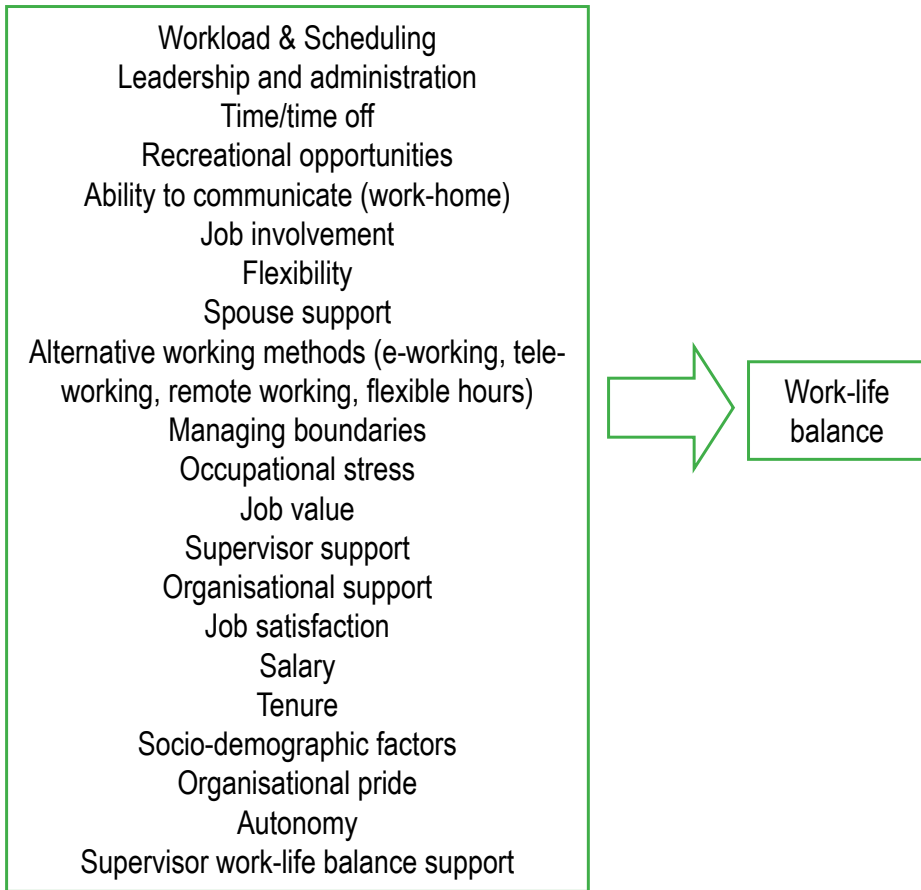 Workload & Scheduling
Leadership and administration
Time/time off
Recreational opportunities
Ability to communicate (work-home)
Job involvement
Flexibility
Spouse support
Alternative working methods (e-working, tele-
working, remote working, flexible hours)
Managing boundaries
Occupational stress
Job value
Supervisor support
Organisational support
Job satisfaction
Salary
Tenure
Socio-demographic factors
Organisational pride
Autonomy
Supervisor work-life balance support
Work-life
balance